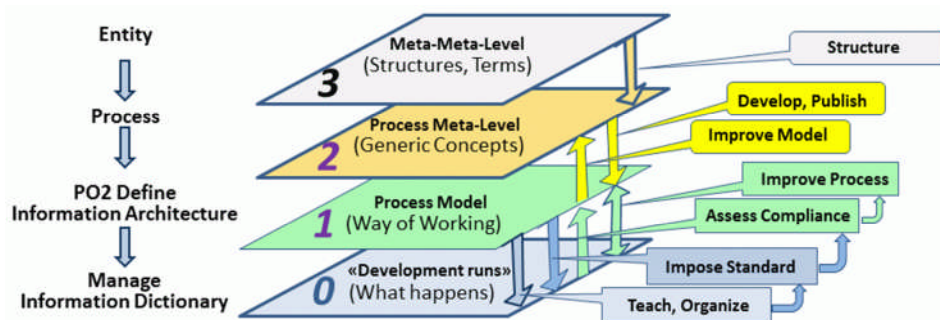 Entity
Process
PO2 Define
Information Architecture
Manage
Information Dictionary
Meta-Meta-Level
(Structures, Terms)
3
Process Meta-Level
(Generic Concepts)
2
Process Model
(Way of Working)
1
«Development runs»
(What happens)
0
Structure
Develop, Publish
Improve Model
Improve Process
Assess Compliance
Impose Standard
Teach, Organize